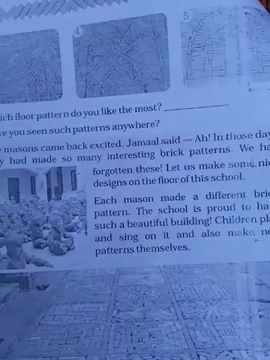 4
5
ich floor pattern do you like the most?
ve you seen such patterns anywhere?
masons came back excited. Jamaal said — Ah! In those day
y had made so many interesting brick patterns. We ha
forgotten these! Let us make some ni
designs on the floor of this school.
Each mason made a different bri
pattern. The school is proud to ha
such a beautiful building! Children pl
and sing on it and also make n
patterns themselves.